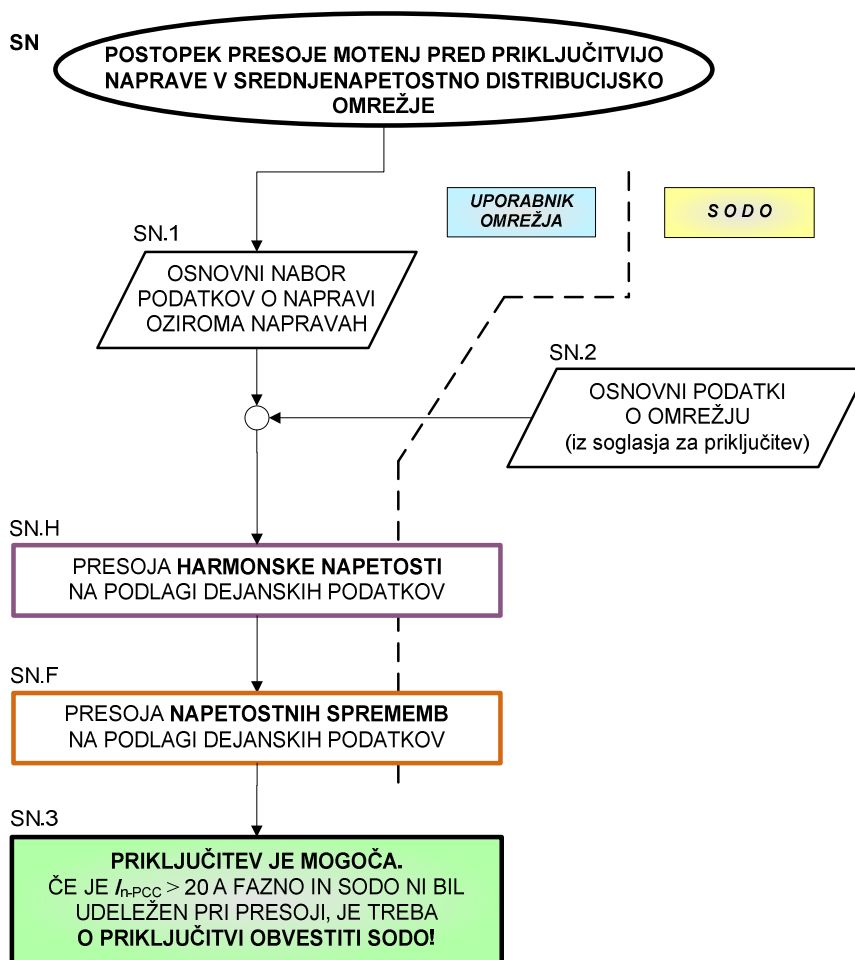 SN
POSTOPEK PRESOJE MOTENJ PRED PRIKLJUČITVIJO
NAPRAVE V SREDNJENAPETOSTNO DISTRIBUCIJSKO
OMREŽJE
UPORABNIK
OMREŽJA
S O D O
SN.1
OSNOVNI NABOR
PODATKOV O NAPRAVI
OZIROMA NAPRAVAH
SN.2
OSNOVNI PODATKI
O OMREŽJU
(iz soglasja za priključitev)
SN.H
PRESOJA HARMONSKE NAPETOSTI
NA PODLAGI DEJANSKIH PODATKOV
SN.F
PRESOJA NAPETOSTNIH SPREMEMB
NA PODLAGI DEJANSKIH PODATKOV
SN.3
PRIKLJUČITEV JE MOGOČA.
ČE JE In-PCC > 20 A FAZNO IN SODO NI BIL
UDELEŽEN PRI PRESOJI, JE TREBA
O PRIKLJUČITVI OBVESTITI SODO!